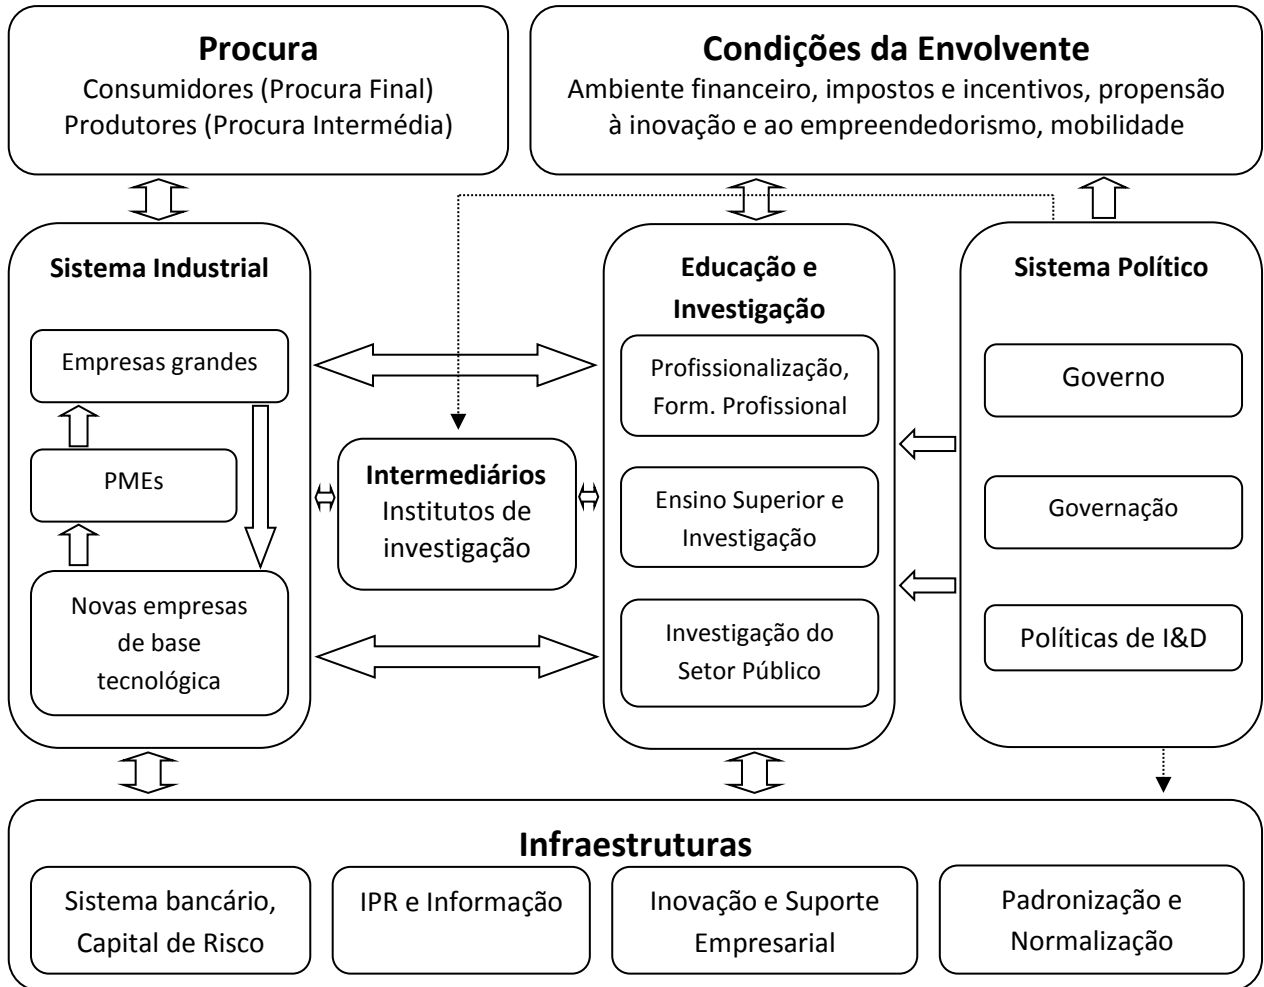 Procura
Consumidores (Procura Final)
Produtores (Procura Intermédia)
Condições da Envolvente
Ambiente financeiro, impostos e incentivos, propensão
à inovação e ao empreendedorismo, mobilidade
Sistema Industrial
Empresas grandes
PMEs
Novas empresas
de base
tecnológica
Intermediários
Institutos de
investigação
Educação e
Investigação
Profissionalização,
Form. Profissional
Ensino Superior e
Investigação
Investigação do
Setor Público
Sistema Político
Governo
Governação
Políticas de I&D
Infraestruturas
Sistema bancário,
Capital de Risco
IPR e Informação
Inovação e Suporte
Empresarial
Padronização e
Normalização